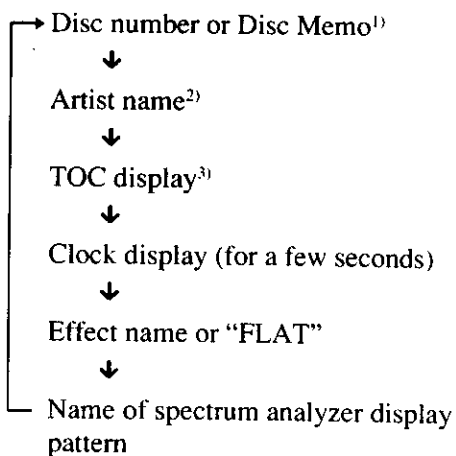 Disc number or Disc Memo¹⁾
Artist name²⁾
TOC display³⁾
Clock display (for a few seconds)
Effect name or “FLAT”
Name of spectrum analyzer display
pattern